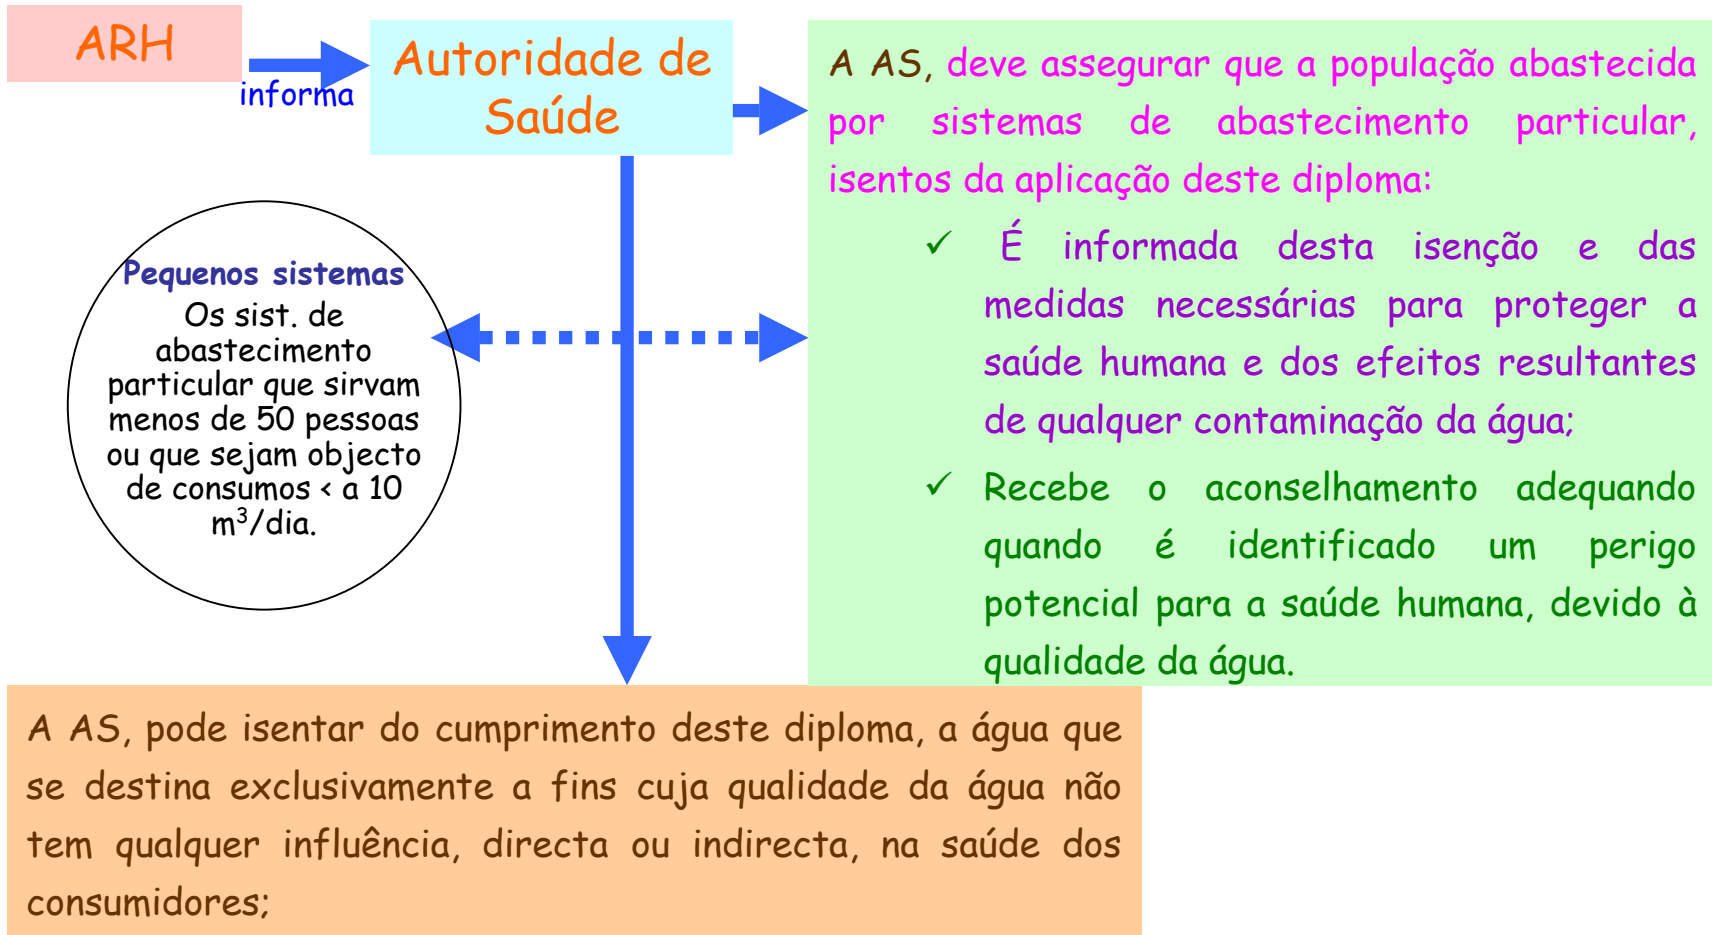 ARH
informa
Autoridade de
Saúde
A AS, deve assegurar que a população abastecida
por sistemas de abastecimento particular,
isentos da aplicação deste diploma:
✓ É informada desta isenção e das
medidas necessárias para proteger a
saúde humana e dos efeitos resultantes
de qualquer contaminação da água;
✓ Recebe o aconselhamento adequando
quando é identificado um perigo
potencial para a saúde humana, devido à
qualidade da água.
Pequenos sistemas
Os sist. de
abastecimento
particular que sirvam
menos de 50 pessoas
ou que sejam objecto
de consumos < a 10
m³/dia.
A AS, pode isentar do cumprimento deste diploma, a água que
se destina exclusivamente a fins cuja qualidade da água não
tem qualquer influência, directa ou indirecta, na saúde dos
consumidores;